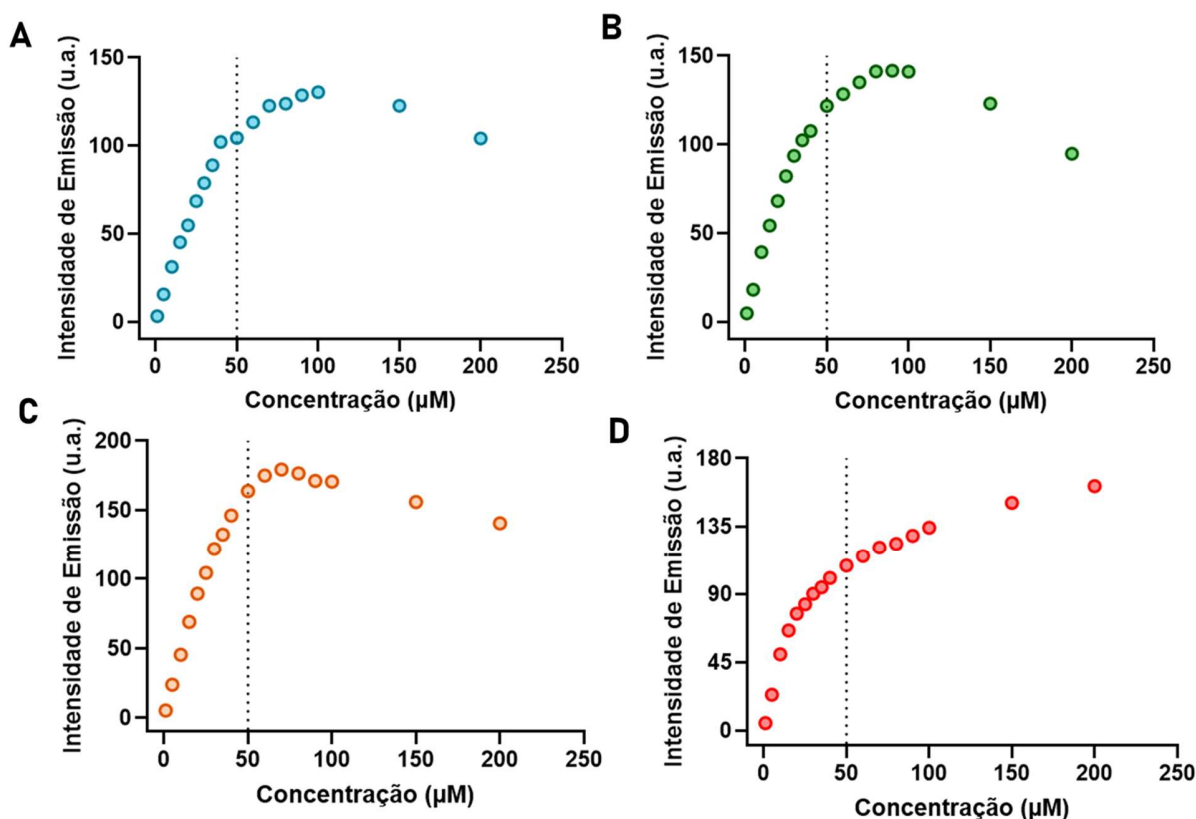 A
Intensidade de Emissão (u.a.)
150
100
50
0
0 50 100 150 200 250
Concentração (µM)
B
Intensidade de Emissão (u.a.)
150
100
50
0
0 50 100 150 200 250
Concentração (µM)
C
Intensidade de Emissão (u.a.)
200
150
100
50
0
0 50 100 150 200 250
Concentração (µM)
D
Intensidade de Emissão (u.a.)
180
135
90
45
0
0 50 100 150 200 250
Concentração (µM)